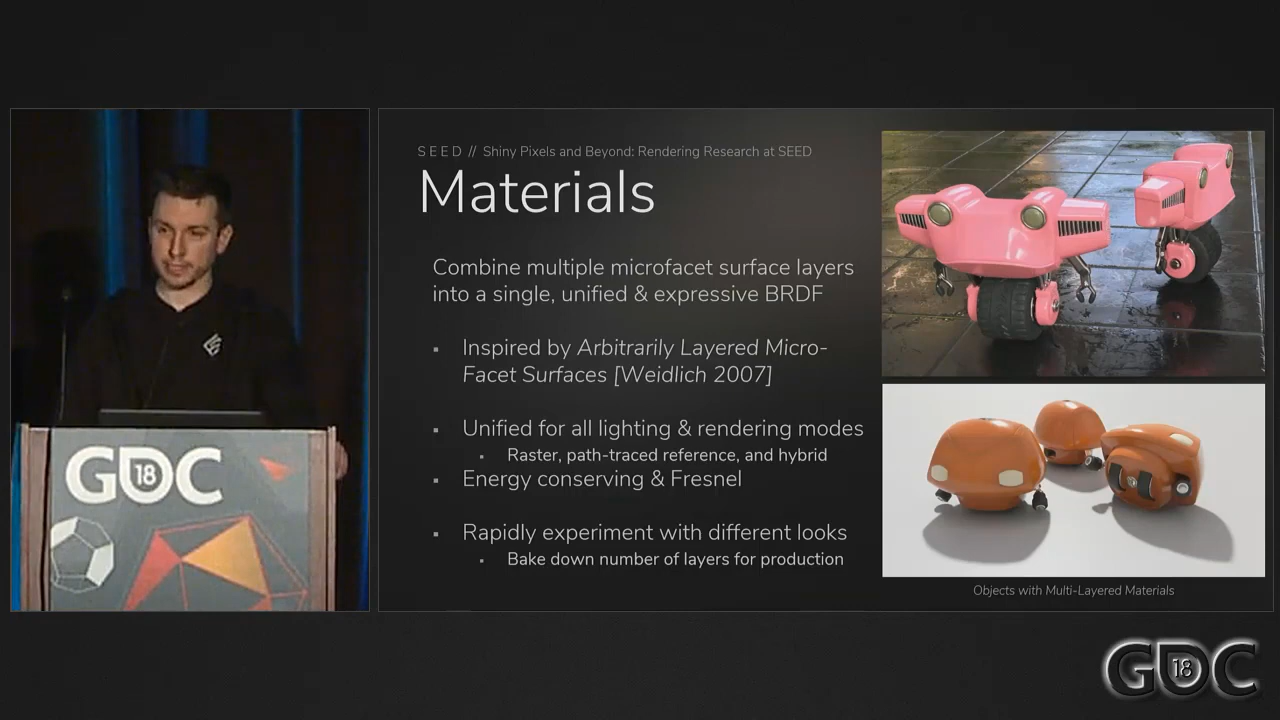 SEED // Shiny Pixels and Beyond: Rendering Research at SEED
Materials
Combine multiple microfacet surface layers
into a single, unified & expressive BRDF
▪ Inspired by Arbitrarily Layered Micro-
Facet Surfaces [Weidlich 2007]
▪ Unified for all lighting & rendering modes
▪ Raster, path-traced reference, and hybrid
▪ Energy conserving & Fresnel
▪ Rapidly experiment with different looks
▪ Bake down number of layers for production
Objects with Multi-Layered Materials
GDC 18
GDC 18